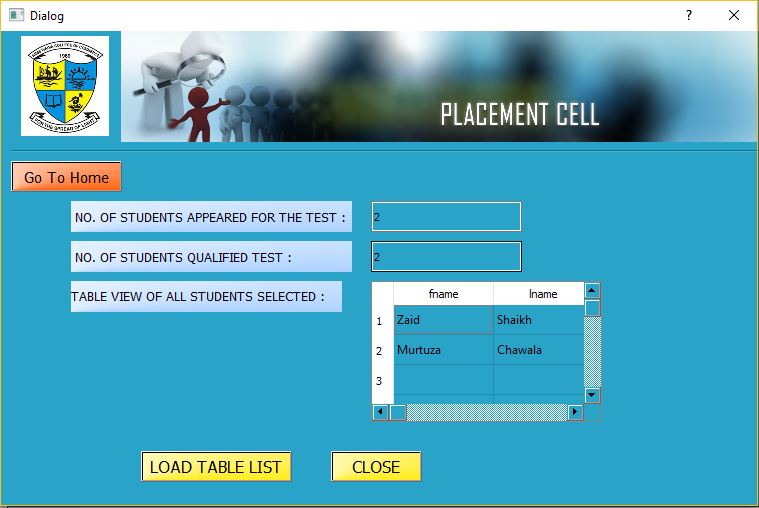 Dialog
1985
PLACEMENT CELL
Go To Home
NO. OF STUDENTS APPEARED FOR THE TEST :
2
NO. OF STUDENTS QUALIFIED TEST :
2
TABLE VIEW OF ALL STUDENTS SELECTED :
fname lname
1 Zaid Shaikh
2 Murtuza Chawala
3
LOAD TABLE LIST
CLOSE